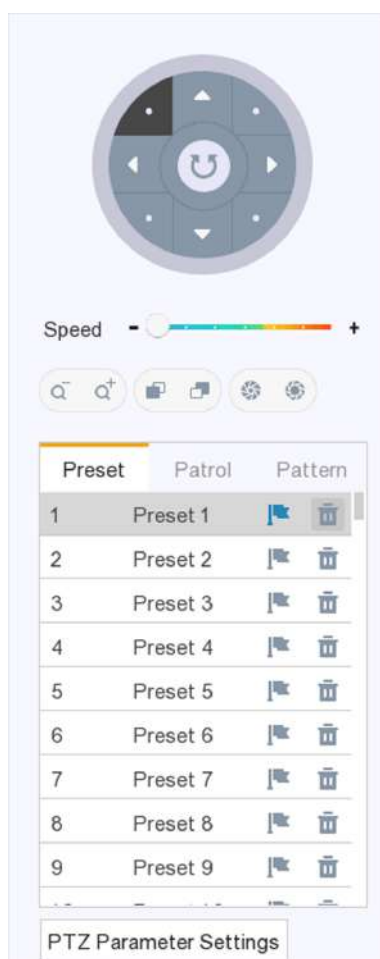 Speed - +
Preset Patrol Pattern
1 Preset 1
2 Preset 2
3 Preset 3
4 Preset 4
5 Preset 5
6 Preset 6
7 Preset 7
8 Preset 8
9 Preset 9
PTZ Parameter Settings